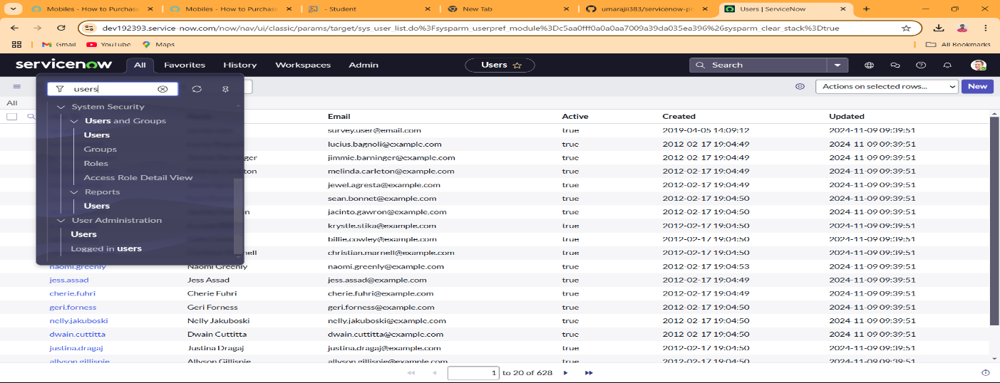 Mobiles - How to Purchase
Mobiles - How to Purchase
- Student
New Tab
umarajii383/servicenow-pr
Users | ServiceNow
dev192393.service-now.com/now/nav/ui/classic/params/target/sys_user_list.do%3Fsysparm_userpref_module%3Dc5aa0fff0a0a0aa7009a39da035ea396%26sysparm_clear_stack%3Dtrue
Gmail
YouTube
Maps
All Bookmarks
servicenow
All
Favorites
History
Workspaces
Admin
Users
Search
users
Actions on selected rows...
New
All
System Security
Users and Groups
Users
Groups
Roles
Access Role Detail View
Reports
Users
User Administration
Users
Logged in users
Email Active Created Updated
survey.user@email.com true 2019-04-05 14:09:12 2024-11-09 09:39:51
lucius.bagnoli@example.com true 2012-02-17 19:04:49 2024-11-09 09:39:51
jimmie.barninger@example.com true 2012-02-17 19:04:49 2024-11-09 09:39:51
melinda.carleton@example.com true 2012-02-17 19:04:49 2024-11-09 09:39:51
jewel.agresta@example.com true 2012-02-17 19:04:49 2024-11-09 09:39:51
sean.bonnet@example.com true 2012-02-17 19:04:50 2024-11-09 09:39:51
jacinto.gawron@example.com true 2012-02-17 19:04:50 2024-11-09 09:39:51
krystle.stika@example.com true 2012-02-17 19:04:50 2024-11-09 09:39:51
billie.cowley@example.com true 2012-02-17 19:04:50 2024-11-09 09:39:51
christian.marnell@example.com true 2012-02-17 19:04:50 2024-11-09 09:39:51
naomi.greenly Naomi Greenly naomi.greenly@example.com true 2012-02-17 19:04:53 2024-11-09 09:39:51
jess.assad Jess Assad jess.assad@example.com true 2012-02-17 19:04:49 2024-11-09 09:39:51
cherie.fuhri Cherie Fuhri cherie.fuhri@example.com true 2012-02-17 19:04:49 2024-11-09 09:39:51
geri.forness Geri Forness geri.forness@example.com true 2012-02-17 19:04:50 2024-11-09 09:39:51
nelly.jakuboski Nelly Jakuboski nelly.jakuboski@example.com true 2012-02-17 19:04:50 2024-11-09 09:39:51
dwain.cuttitta Dwain Cuttitta dwain.cuttitta@example.com true 2012-02-17 19:04:50 2024-11-09 09:39:51
justina.dragaj Justina Dragaj justina.dragaj@example.com true 2012-02-17 19:04:50 2024-11-09 09:39:51
allyson.gillispie Allyson Gillispie allyson.gillispie@example.com true 2012-02-17 19:04:50 2024-11-09 09:39:51
1 to 20 of 628